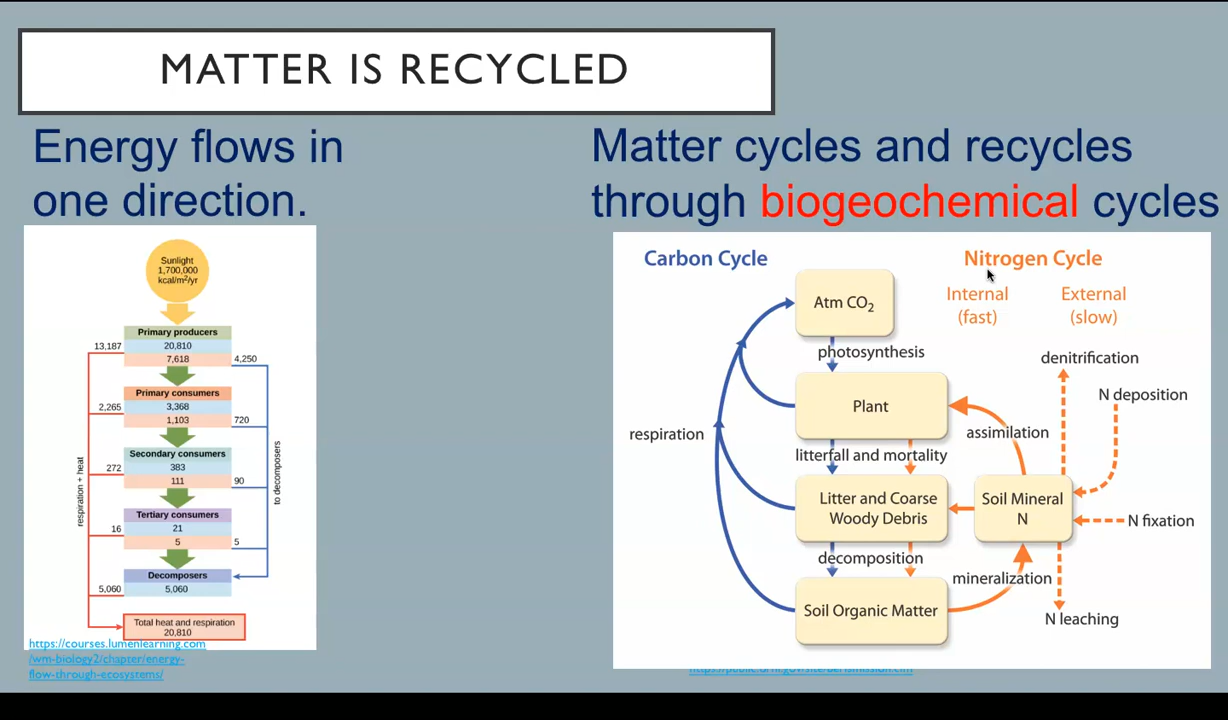 MATTER IS RECYCLED
Energy flows in
one direction.
Sunlight
1,700,000
kcal/m²/yr
Primary producers
13,187
20,810
7,618
4,250
Primary consumers
2,265
3,368
1,103
720
Secondary consumers
272
383
111
90
Tertiary consumers
16
21
5
5
Decomposers
5,060
5,060
respiration + heat
to decomposers
Total heat and respiration
20,810
https://courses.lumenlearning.com
/wm-biology2/chapter/energy-
flow-through-ecosystems/
Matter cycles and recycles
through biogeochemical cycles
Carbon Cycle
Nitrogen Cycle
Internal
(fast)
External
(slow)
Atm CO₂
photosynthesis
denitrification
Plant
N deposition
respiration
assimilation
litterfall and mortality
Litter and Coarse
Woody Debris
Soil Mineral
N
N fixation
decomposition
mineralization
Soil Organic Matter
N leaching